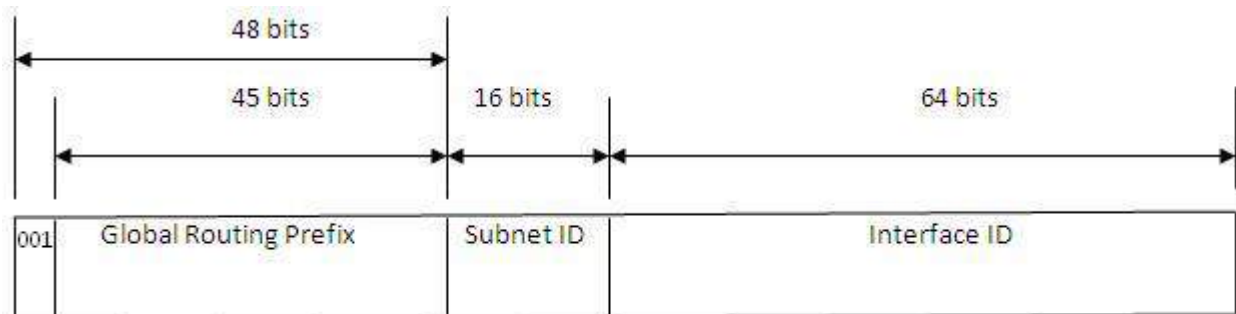 48 bits
45 bits 16 bits 64 bits
001 Global Routing Prefix Subnet ID Interface ID